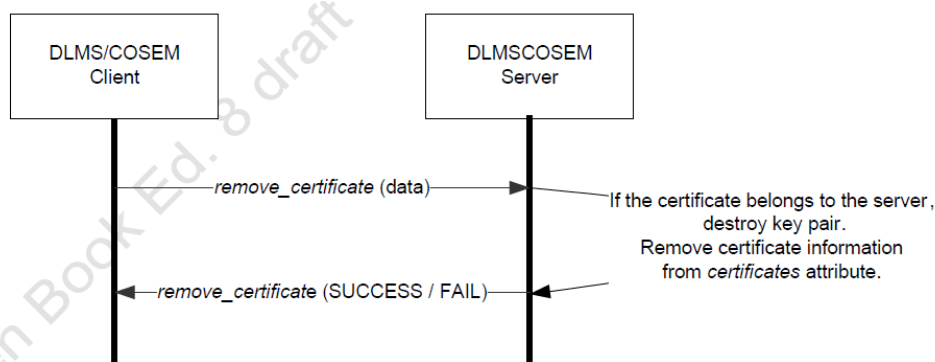 DLMS/COSEM
Client
DLMSCOSEM
Server
n Book Ed. 8 draft
remove_certificate (data)
If the certificate belongs to the server,
destroy key pair.
Remove certificate information
from certificates attribute.
remove_certificate (SUCCESS / FAIL)